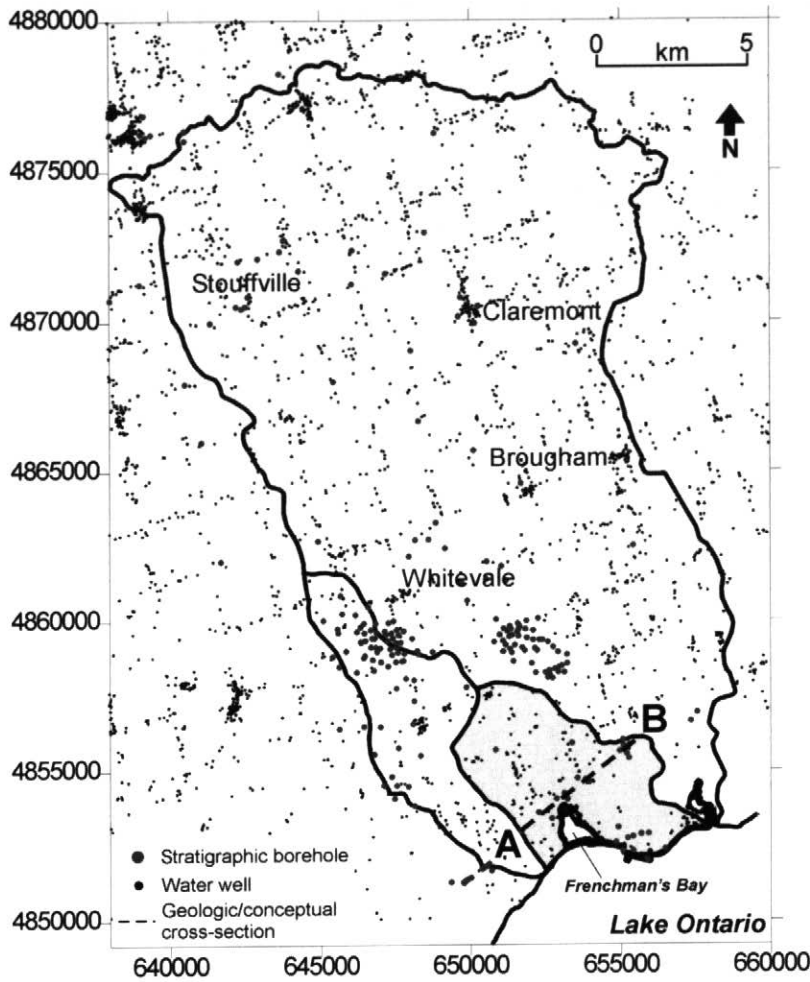 4880000
0 5
km
N
4875000
Stouffville
4870000
Claremont
4865000
Brougham
Whitevale
4860000
B
4855000
A
Stratigraphic borehole
Water well
Geologic/conceptual
cross-section
Frenchman's Bay
4850000
Lake Ontario
640000 645000 650000 655000 660000